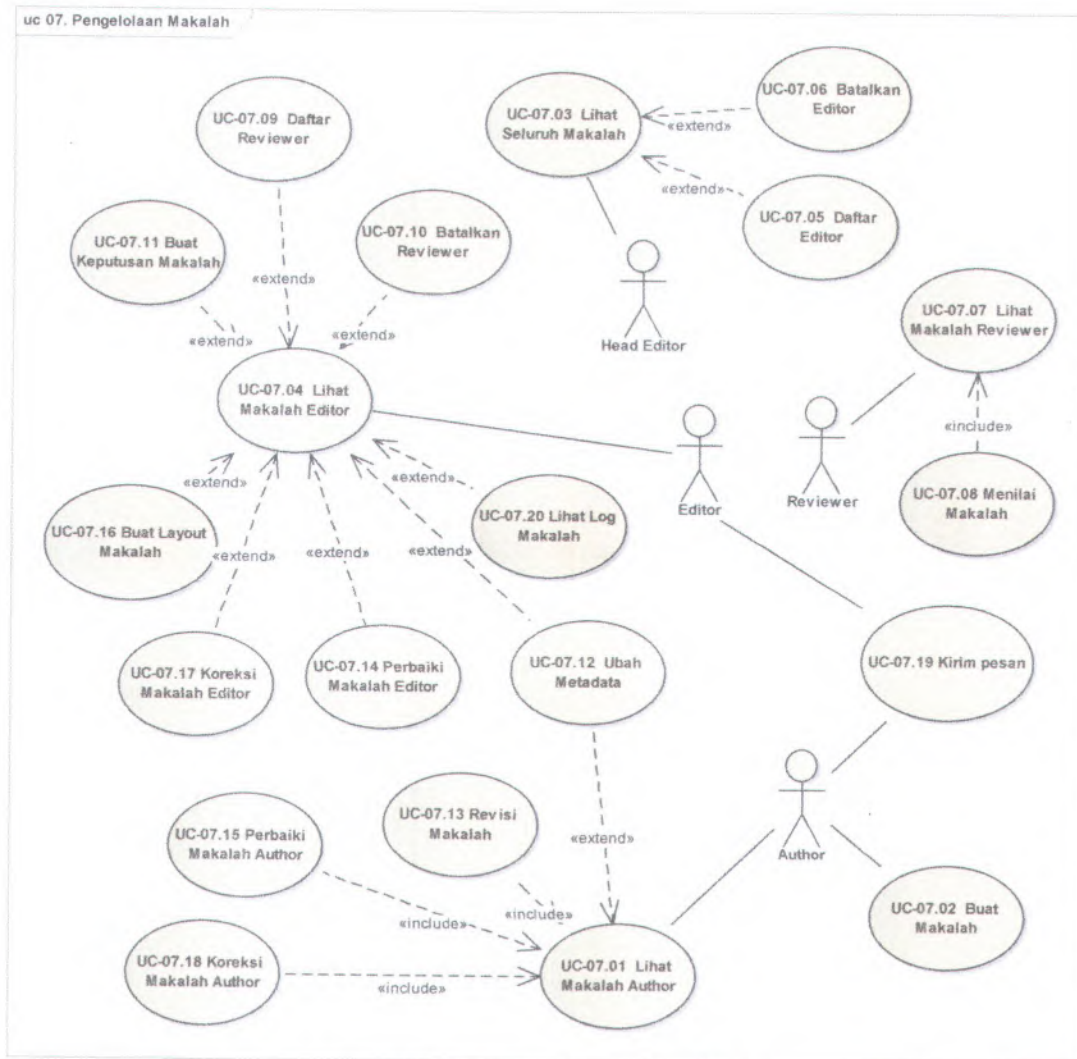 uc 07. Pengelolaan Makalah
UC-07.09 Daftar
Reviewer
UC-07.03 Lihat
Seluruh Makalah
UC-07.06 Batalkan
Editor
«extend»
«extend»
UC-07.05 Daftar
Editor
UC-07.11 Buat
Keputusan Makalah
UC-07.10 Batalkan
Reviewer
«extend»
«extend»
«extend»
Head Editor
UC-07.07 Lihat
Makalah Reviewer
UC-07.04 Lihat
Makalah Editor
«include»
Editor
Reviewer
UC-07.08 Menilai
Makalah
«extend»
«extend»
UC-07.16 Buat Layout
Makalah
UC-07.20 Lihat Log
Makalah
«extend»
«extend»
«extend»
UC-07.17 Koreksi
Makalah Editor
UC-07.14 Perbaiki
Makalah Editor
UC-07.12 Ubah
Metadata
UC-07.19 Kirim pesan
UC-07.15 Perbaiki
Makalah Author
UC-07.13 Revisi
Makalah
«extend»
Author
«include»
«include»
UC-07.02 Buat
Makalah
UC-07.18 Koreksi
Makalah Author
«include»
UC-07.01 Lihat
Makalah Author